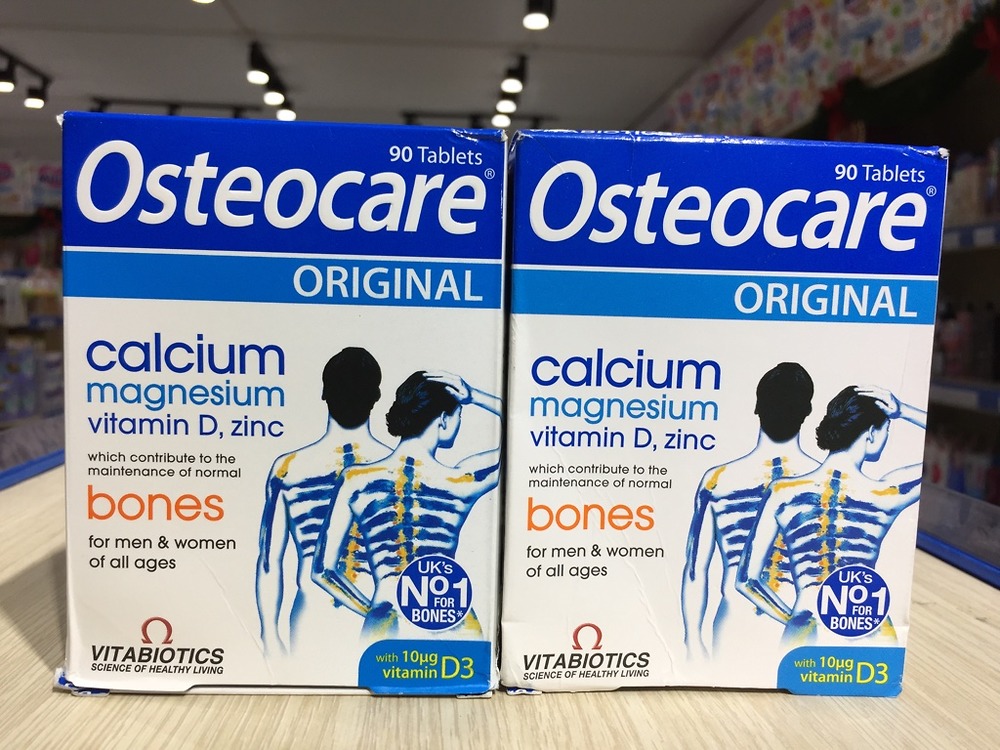 90 Tablets
Osteocare®
ORIGINAL
calcium
magnesium
vitamin D, zinc
which contribute to the
maintenance of normal
bones
for men & women
of all ages
UK's
No1
FOR
BONES*
VITABIOTICS
SCIENCE OF HEALTHY LIVING
with 10µg
vitamin D3
90 Tablets
Osteocare®
ORIGINAL
calcium
magnesium
vitamin D, zinc
which contribute to the
maintenance of normal
bones
for men & women
of all ages
UK's
No1
FOR
BONES*
VITABIOTICS
SCIENCE OF HEALTHY LIVING
with 10µg
vitamin D3